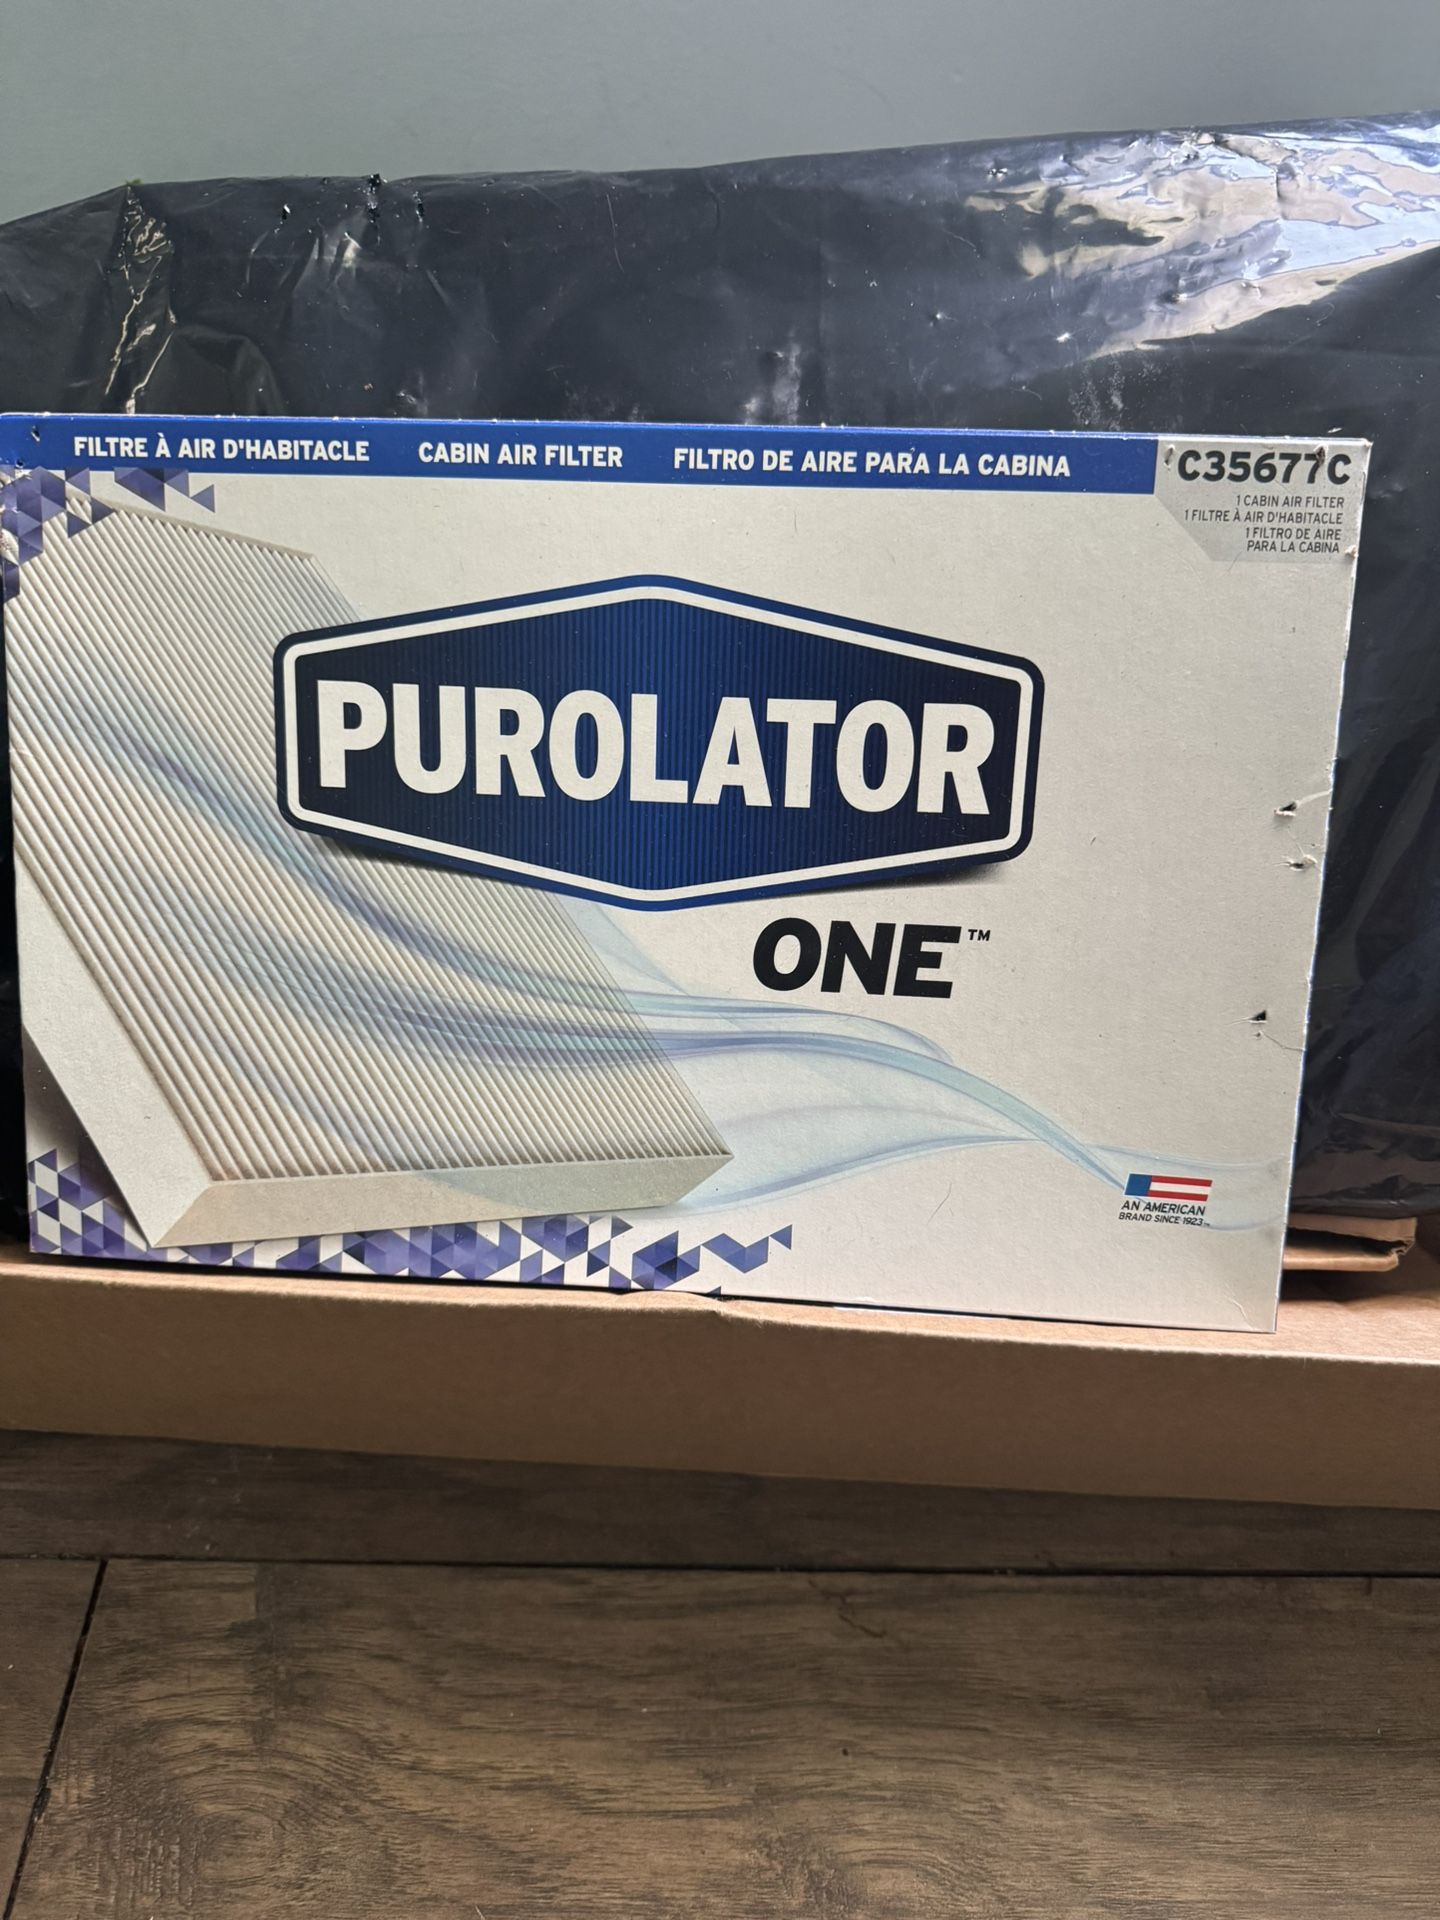 FILTRE À AIR D'HABITACLE CABIN AIR FILTER FILTRO DE AIRE PARA LA CABINA
C35677C
1 CABIN AIR FILTER
1 FILTRE À AIR D'HABITACLE
1 FILTRO DE AIRE
PARA LA CABINA
PUROLATOR
ONE™
AN AMERICAN
BRAND SINCE 1923™